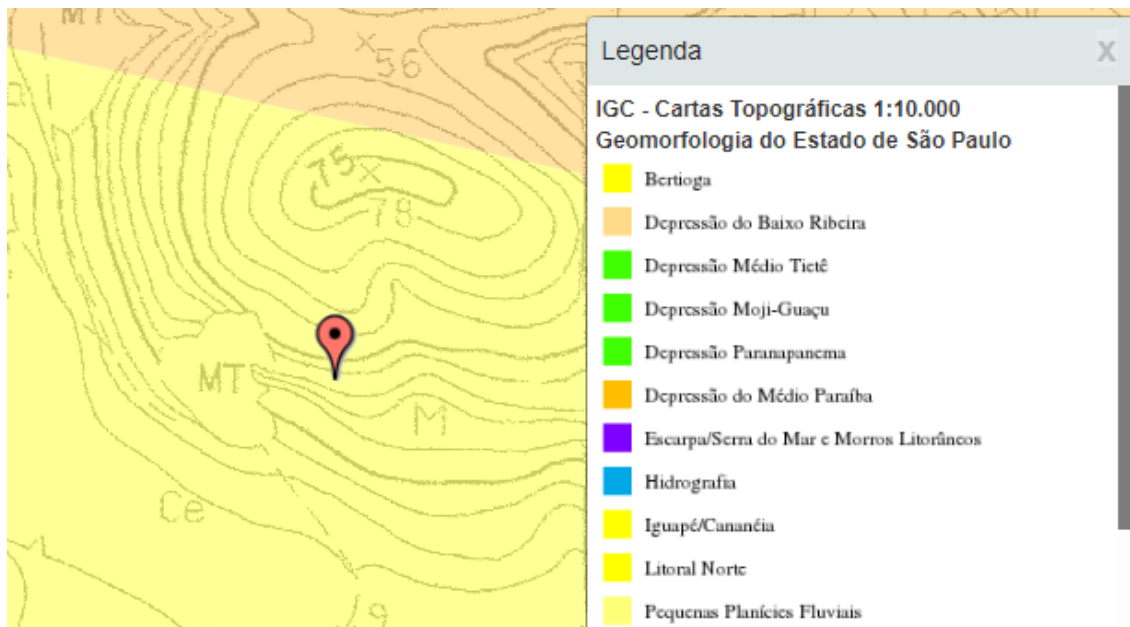 MT
56
75
78
MT
M
Ce
9
Legenda
X
IGC - Cartas Topográficas 1:10.000
Geomorfologia do Estado de São Paulo
Bertioga
Depressão do Baixo Ribeira
Depressão Médio Tietê
Depressão Moji-Guaçu
Depressão Paranapanema
Depressão do Médio Paraíba
Escarpa/Serra do Mar e Morros Litorâneos
Hidrografia
Iguapé/Cananéia
Litoral Norte
Pequenas Planícies Fluviais